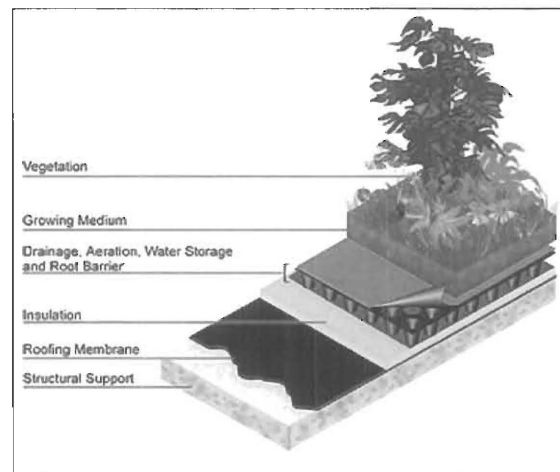 Vegetation
Growing Medium
Drainage, Aeration, Water Storage
and Root Barrier
Insulation
Roofing Membrane
Structural Support